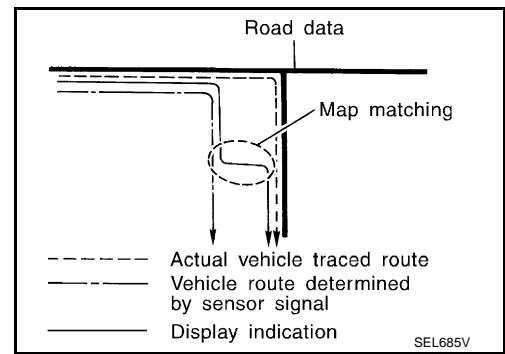 Road data
Map matching
Actual vehicle traced route
Vehicle route determined
by sensor signal
Display indication
SEL685V